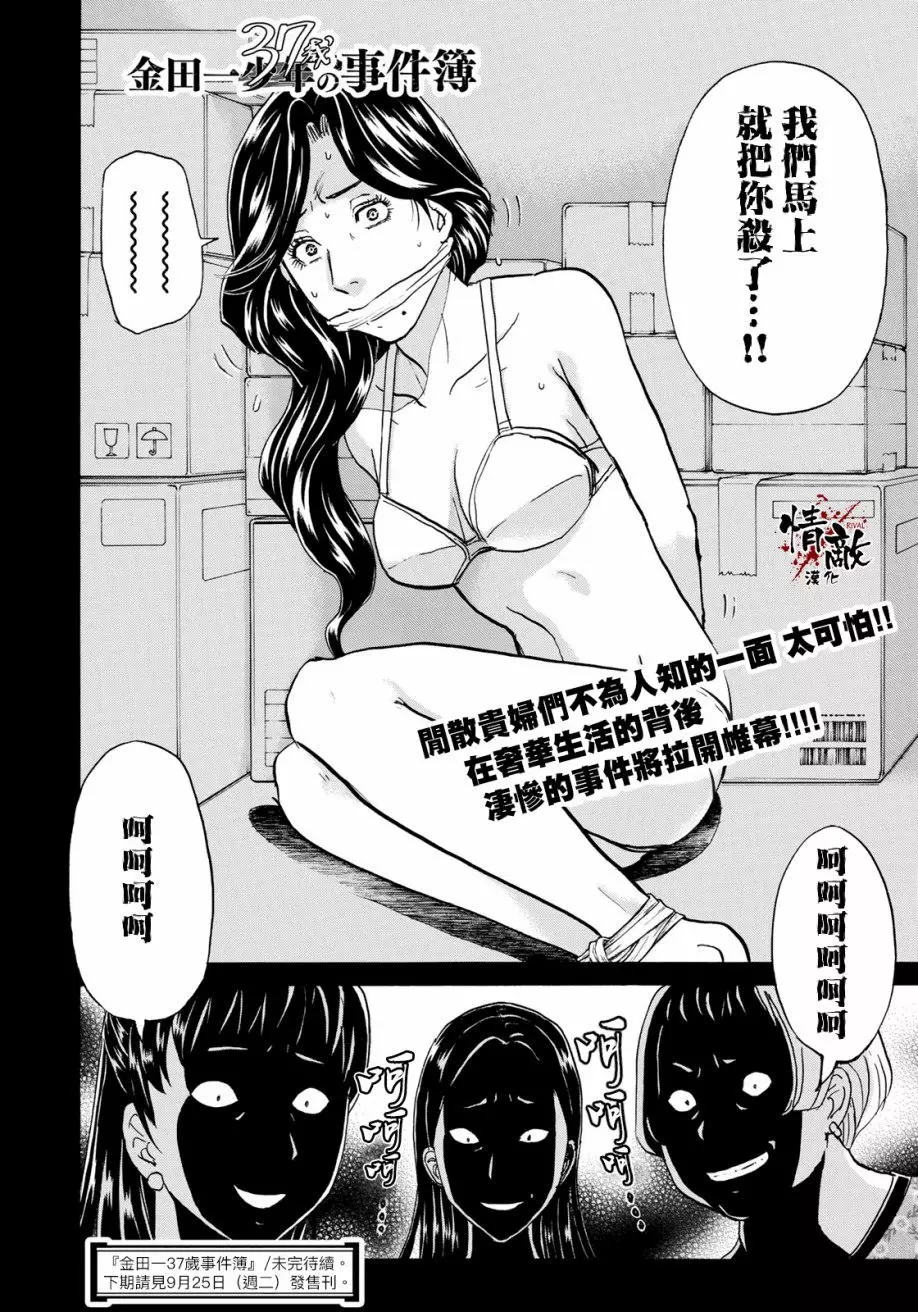 金田一少年の事件簿
37歳
我們馬上
就把你殺了…!!
情敵
RIVAL
漢化
閒散貴婦們不為人知的一面 太可怕!!
在奢華生活的背後
淒慘的事件將拉開帷幕!!!!
呵呵呵呵呵呵
呵呵呵…
呵呵呵
呵呵呵呵
『金田一37歲事件簿』/未完待續。
下期請見9月25日（週二）發售刊。